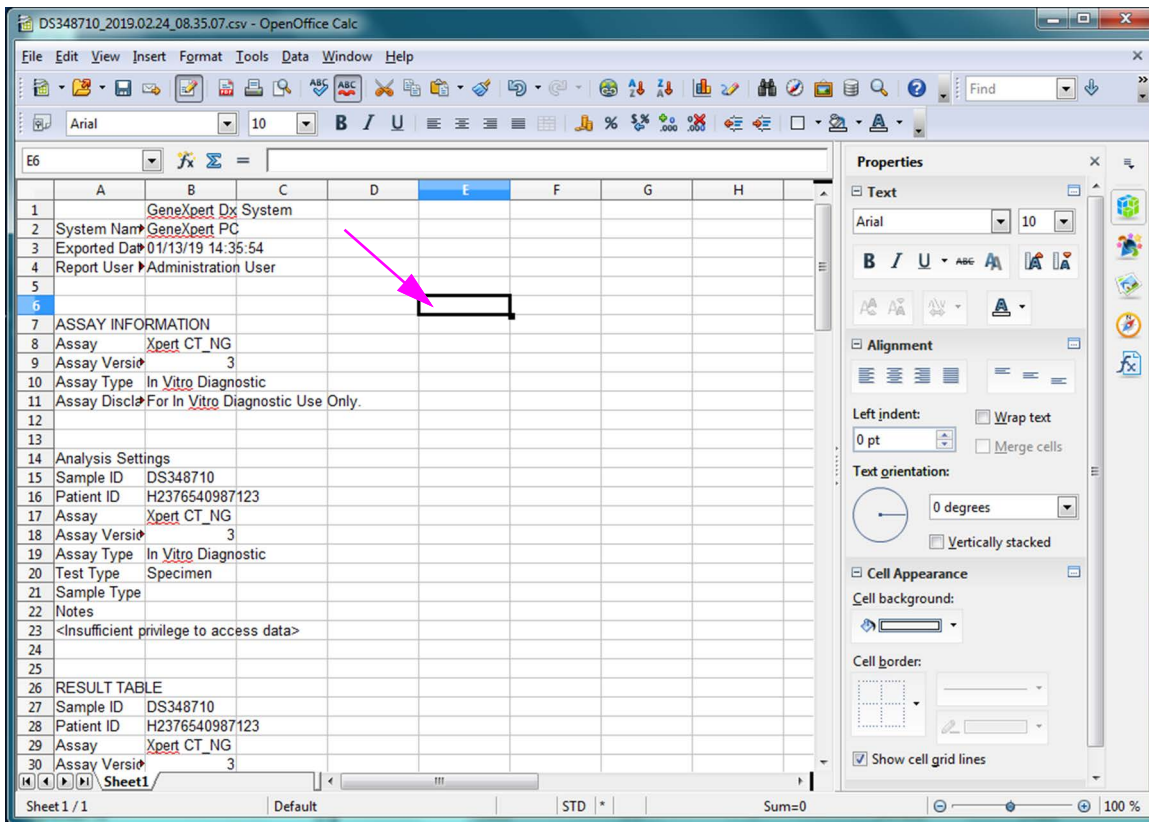 DS348710_2019.02.24_08.35.07.csv - OpenOffice Calc
File Edit View Insert Format Tools Data Window Help
Find
Arial 10 B I U
E6 fx Σ =
Properties
A B C D E F G H
Text
1 GeneXpert Dx System
2 System Nam GeneXpert PC
Arial 10
3 Exported Dat 01/13/19 14:35:54
4 Report User Administration User
B I U ABC
5
6
7 ASSAY INFORMATION
8 Assay Xpert CT_NG
Alignment
9 Assay Versio 3
10 Assay Type In Vitro Diagnostic
11 Assay Discla For In Vitro Diagnostic Use Only.
12
Left indent: Wrap text
13
0 pt Merge cells
14 Analysis Settings
Text orientation:
15 Sample ID DS348710
16 Patient ID H2376540987123
17 Assay Xpert CT_NG
0 degrees
18 Assay Versio 3
Vertically stacked
19 Assay Type In Vitro Diagnostic
20 Test Type Specimen
Cell Appearance
21 Sample Type
Cell background:
22 Notes
23 <Insufficient privilege to access data>
24
25
Cell border:
26 RESULT TABLE
27 Sample ID DS348710
28 Patient ID H2376540987123
29 Assay Xpert CT_NG
30 Assay Versio 3
Show cell grid lines
Sheet1
Sheet 1 / 1 Default STD * Sum=0 100 %